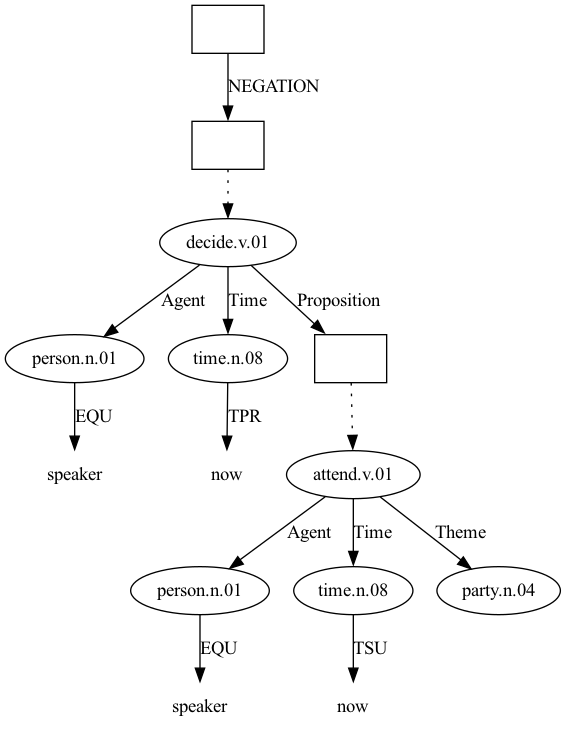 NEGATION
decide.v.01
Agent Time Proposition
person.n.01 time.n.08
EQU TPR
speaker now
attend.v.01
Agent Time Theme
person.n.01 time.n.08 party.n.04
EQU TSU
speaker now